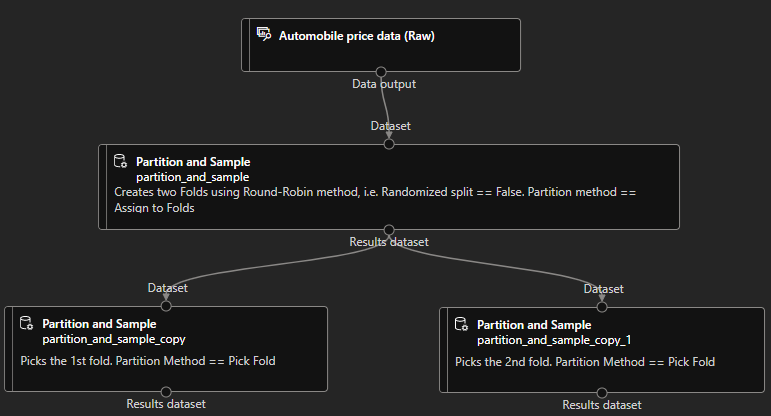 Automobile price data (Raw)
Data output
Dataset
Partition and Sample
partition_and_sample
Creates two Folds using Round-Robin method, i.e. Randomized split == False. Partition method ==
Assign to Folds
Results dataset
Dataset
Partition and Sample
partition_and_sample_copy
Picks the 1st fold. Partition Method == Pick Fold
Results dataset
Dataset
Partition and Sample
partition_and_sample_copy_1
Picks the 2nd fold. Partition Method == Pick Fold
Results dataset